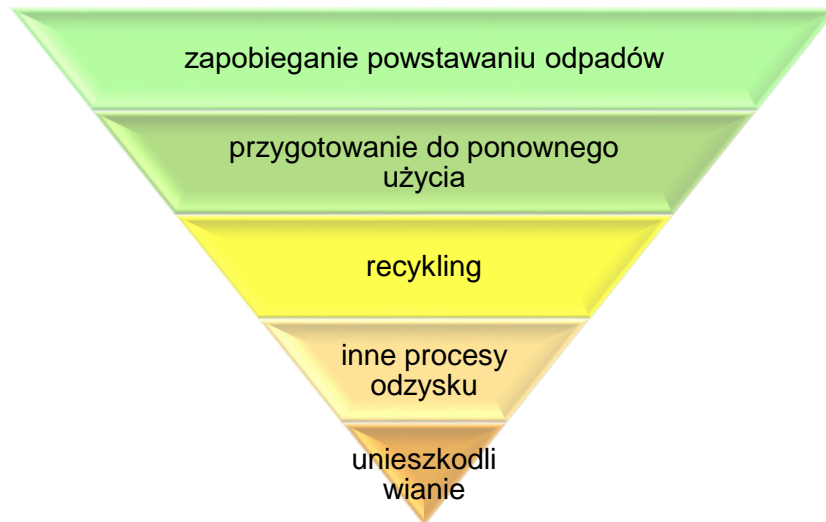 zapobieganie powstawaniu odpadów
przygotowanie do ponownego
użycia
recykling
inne procesy
odzysku
unieszkodli
wianie